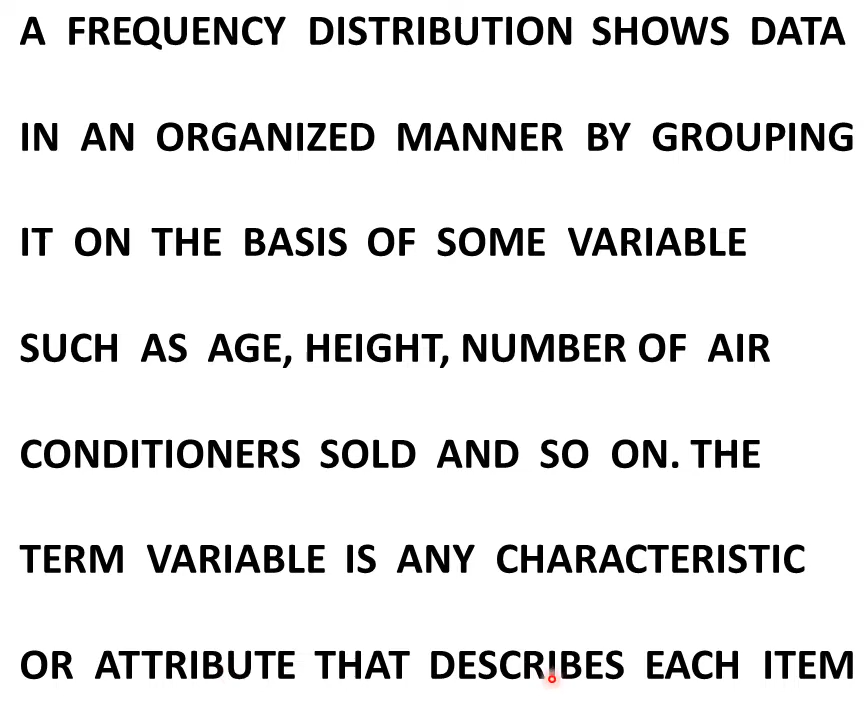 A FREQUENCY DISTRIBUTION SHOWS DATA
IN AN ORGANIZED MANNER BY GROUPING
IT ON THE BASIS OF SOME VARIABLE
SUCH AS AGE, HEIGHT, NUMBER OF AIR
CONDITIONERS SOLD AND SO ON. THE
TERM VARIABLE IS ANY CHARACTERISTIC
OR ATTRIBUTE THAT DESCRIBES EACH ITEM